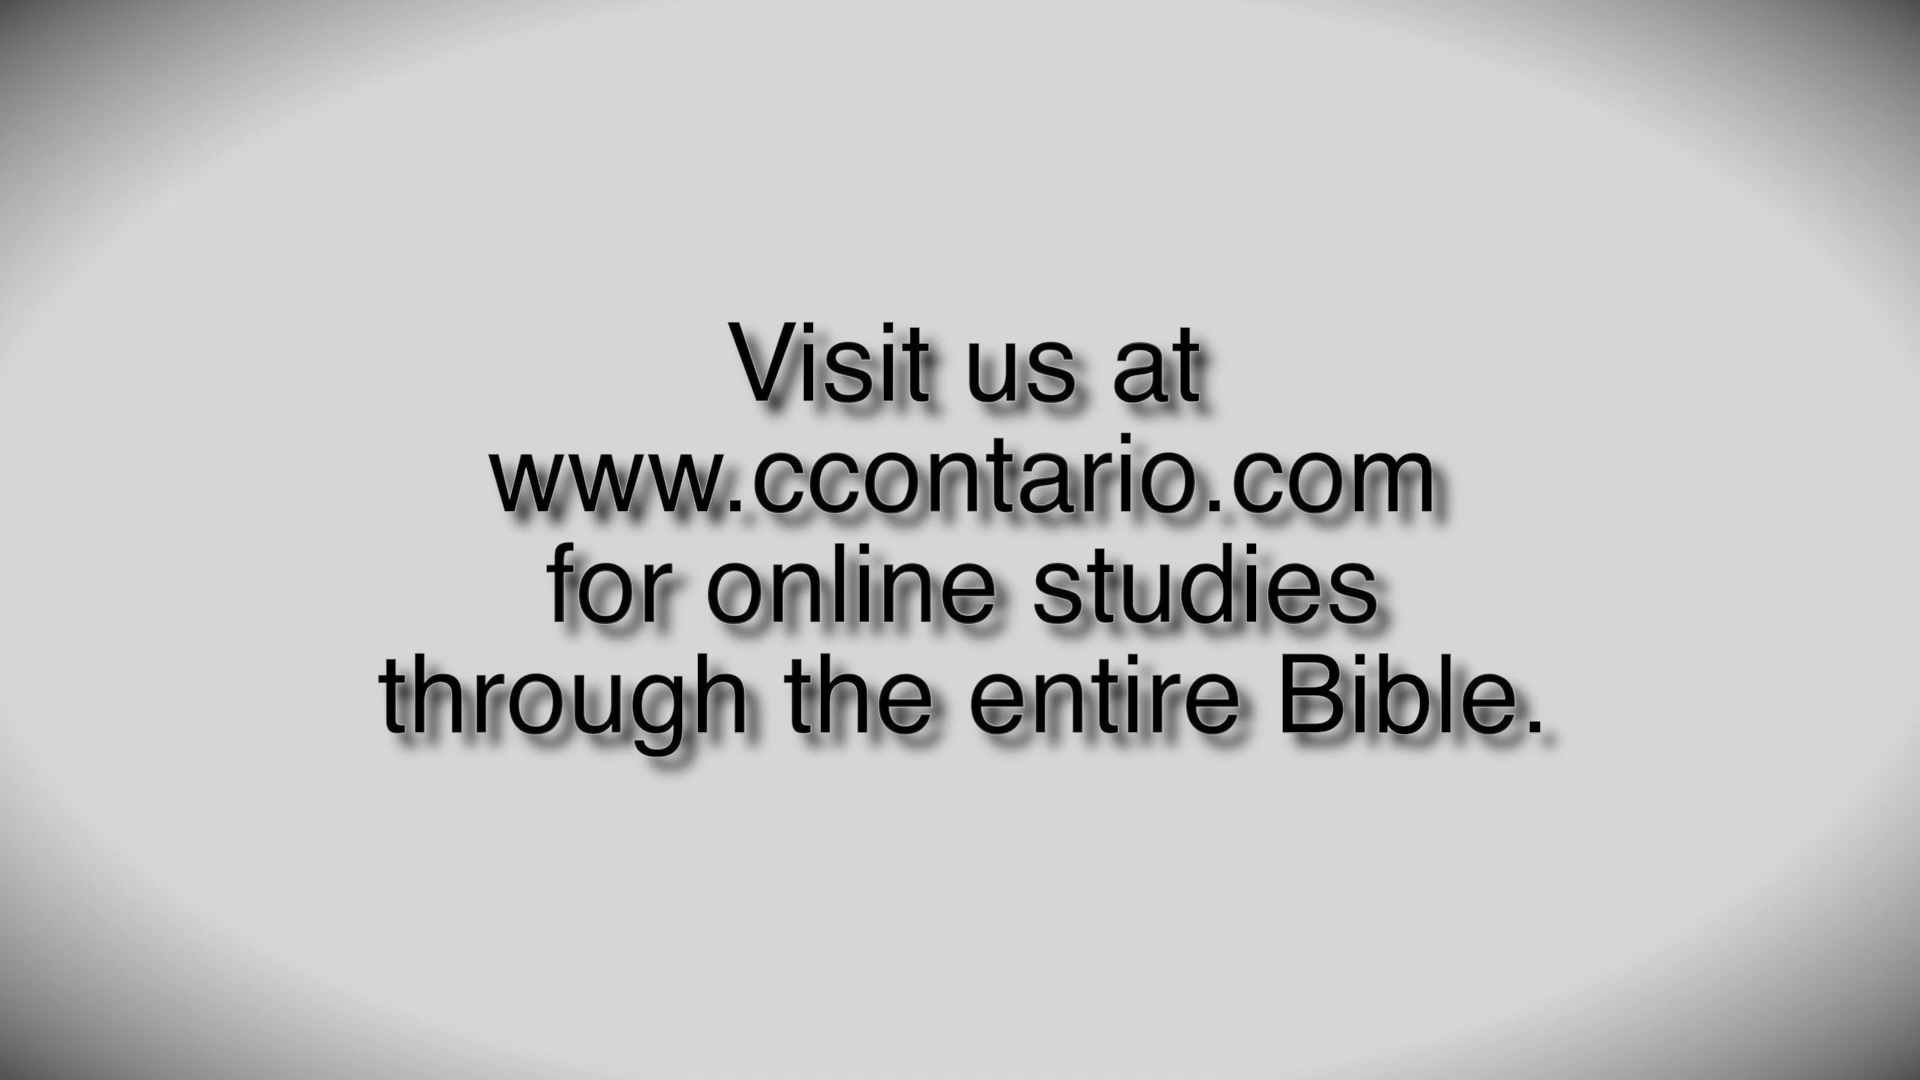 Visit us at
www.ccontario.com
for online studies
through the entire Bible.